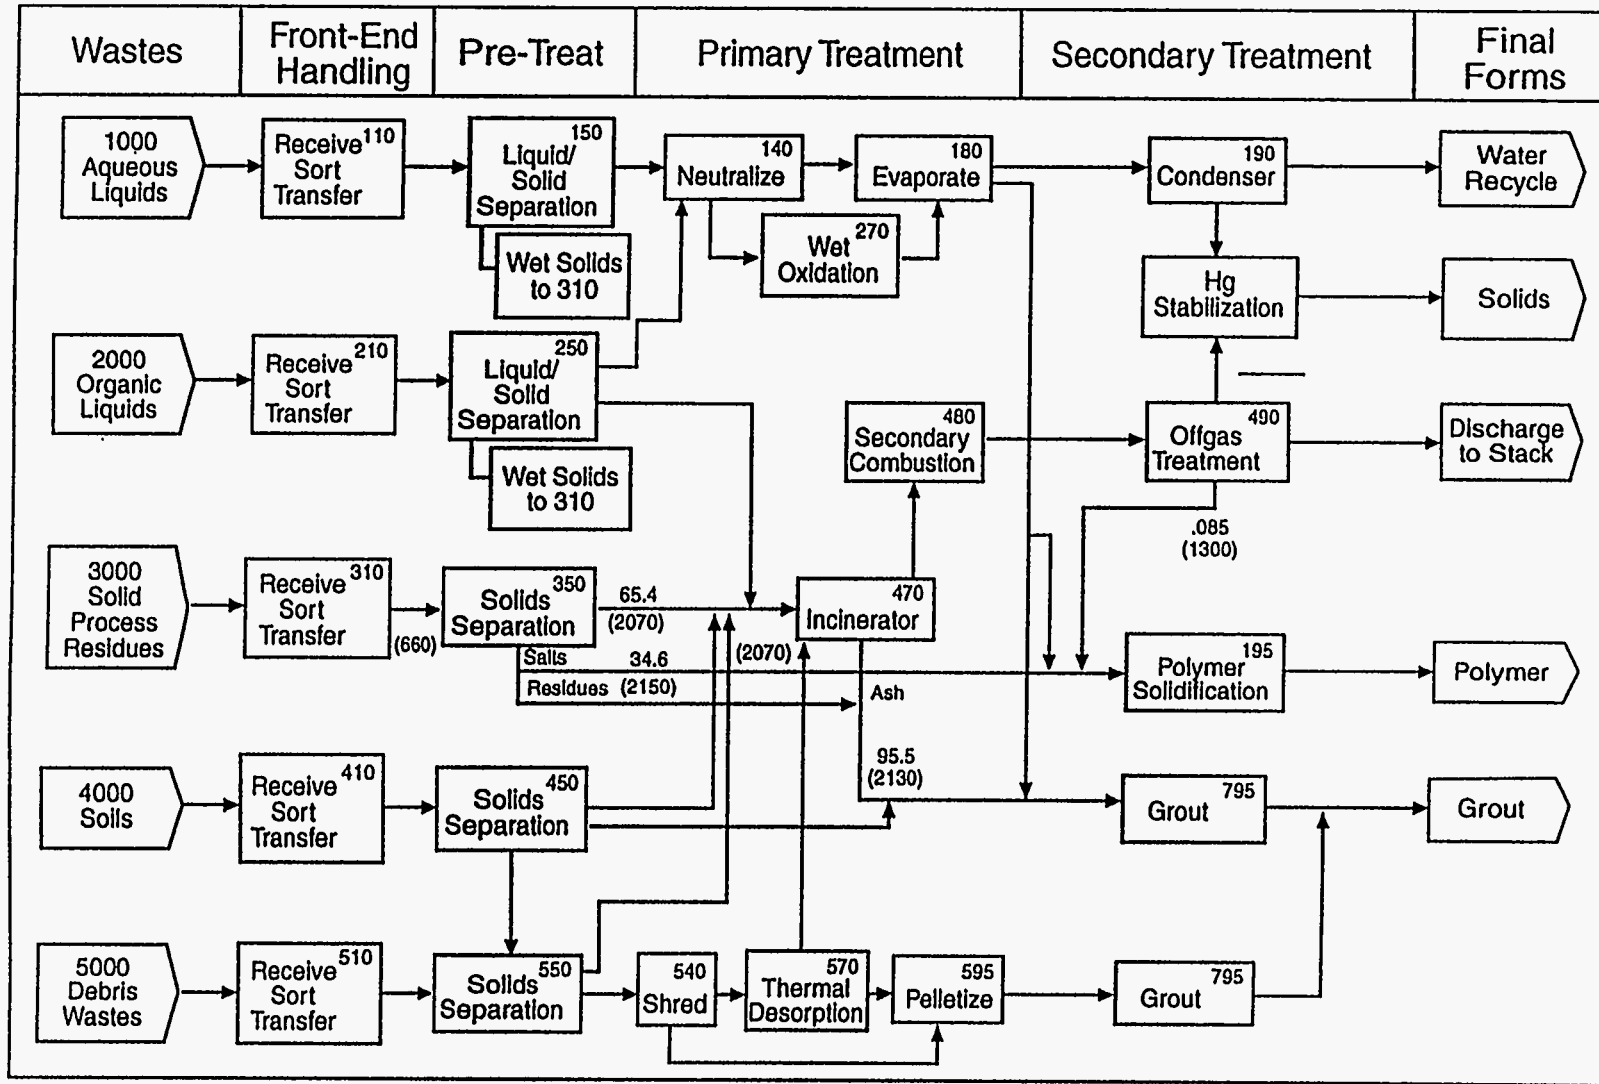 Wastes
Front-End
Handling
Pre-Treat
Primary Treatment
Secondary Treatment
Final
Forms
1000
Aqueous
Liquids
Receive 110
Sort
Transfer
150
Liquid/
Solid
Separation
140
Neutralize
180
Evaporate
190
Condenser
Water
Recycle
Wet Solids
to 310
270
Wet
Oxidation
Hg
Stabilization
Solids
2000
Organic
Liquids
Receive 210
Sort
Transfer
250
Liquid/
Solid
Separation
Wet Solids
to 310
480
Secondary
Combustion
490
Offgas
Treatment
Discharge
to Stack
.085
(1300)
3000
Solid
Process
Residues
Receive 310
Sort
Transfer
(660)
350
Solids
Separation
65.4
(2070)
470
Incinerator
(2070)
Salts 34.6
Residues (2150)
Ash
195
Polymer
Solidification
Polymer
95.5
(2130)
4000
Soils
Receive 410
Sort
Transfer
450
Solids
Separation
795
Grout
Grout
5000
Debris
Wastes
Receive 510
Sort
Transfer
550
Solids
Separation
540
Shred
570
Thermal
Desorption
595
Pelletize
795
Grout